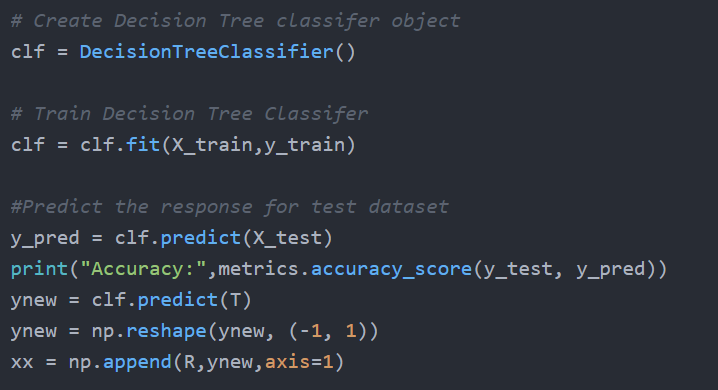 # Create Decision Tree classifer object
clf = DecisionTreeClassifier()
# Train Decision Tree Classifer
clf = clf.fit(X_train,y_train)
#Predict the response for test dataset
y_pred = clf.predict(X_test)
print("Accuracy:",metrics.accuracy_score(y_test, y_pred))
ynew = clf.predict(T)
ynew = np.reshape(ynew, (-1, 1))
xx = np.append(R,ynew,axis=1)